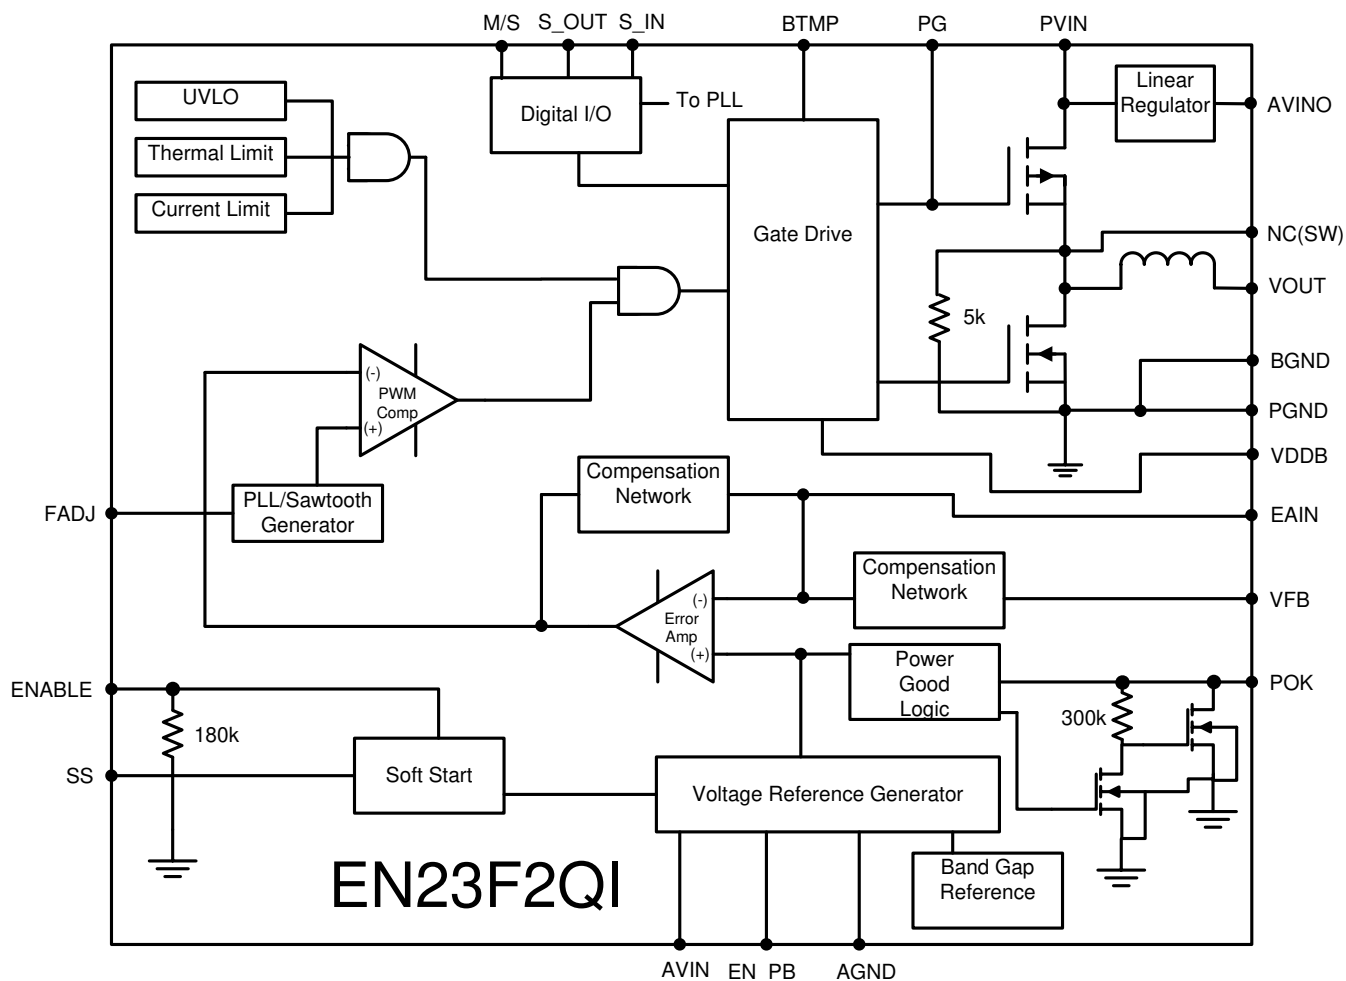 M/S S_OUT S_IN BTMP PG PVIN
UVLO
Thermal Limit
Current Limit
Digital I/O
To PLL
Linear
Regulator
AVINO
Gate Drive
NC(SW)
VOUT
5k
BGND
PGND
VDDB
(-)
PWM
Comp
(+)
Compensation
Network
PLL/Sawtooth
Generator
FADJ
EAIN
Compensation
Network
VFB
(-)
Error
Amp
(+)
Power
Good
Logic
POK
ENABLE
180k
300k
SS
Soft Start
Voltage Reference Generator
Band Gap
Reference
EN23F2QI
AVIN EN PB AGND